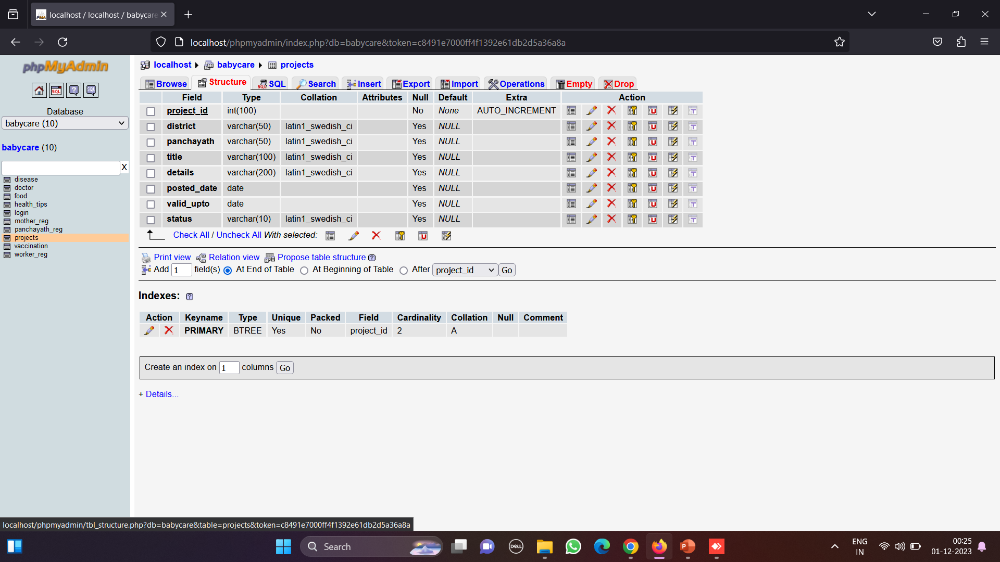 localhost / localhost / babycare
localhost/phpmyadmin/index.php?db=babycare&token=c8491e7000ff4f1392e61db2d5a36a8a
phpMyAdmin
SQL
Database
babycare (10)
babycare (10)
X
disease
doctor
food
health_tips
login
mother_reg
panchayath_reg
projects
vaccination
worker_reg
localhost babycare projects
Browse Structure SQL Search Insert Export Import Operations Empty Drop
Field Type Collation Attributes Null Default Extra Action
project_id int(100) No None AUTO_INCREMENT
district varchar(50) latin1_swedish_ci Yes NULL
panchayath varchar(50) latin1_swedish_ci Yes NULL
title varchar(100) latin1_swedish_ci Yes NULL
details varchar(200) latin1_swedish_ci Yes NULL
posted_date date Yes NULL
valid_upto date Yes NULL
status varchar(10) latin1_swedish_ci Yes NULL
Check All / Uncheck All With selected:
Print view Relation view Propose table structure ?
Add 1 field(s) At End of Table At Beginning of Table After project_id Go
Indexes: ?
Action Keyname Type Unique Packed Field Cardinality Collation Null Comment
PRIMARY BTREE Yes No project_id 2 A
Create an index on 1 columns Go
+ Details...
localhost/phpmyadmin/tbl_structure.php?db=babycare&table=projects&token=c8491e7000ff4f1392e61db2d5a36a8a
Search
DELL
ENG
IN
00:25
01-12-2023